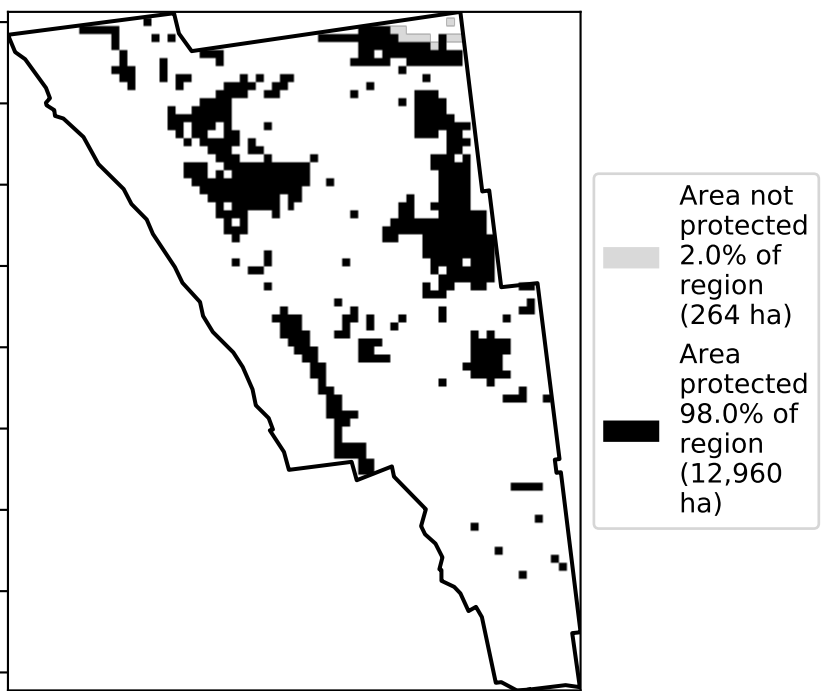 Area not
protected
2.0% of
region
(264 ha)
Area
protected
98.0% of
region
(12,960
ha)